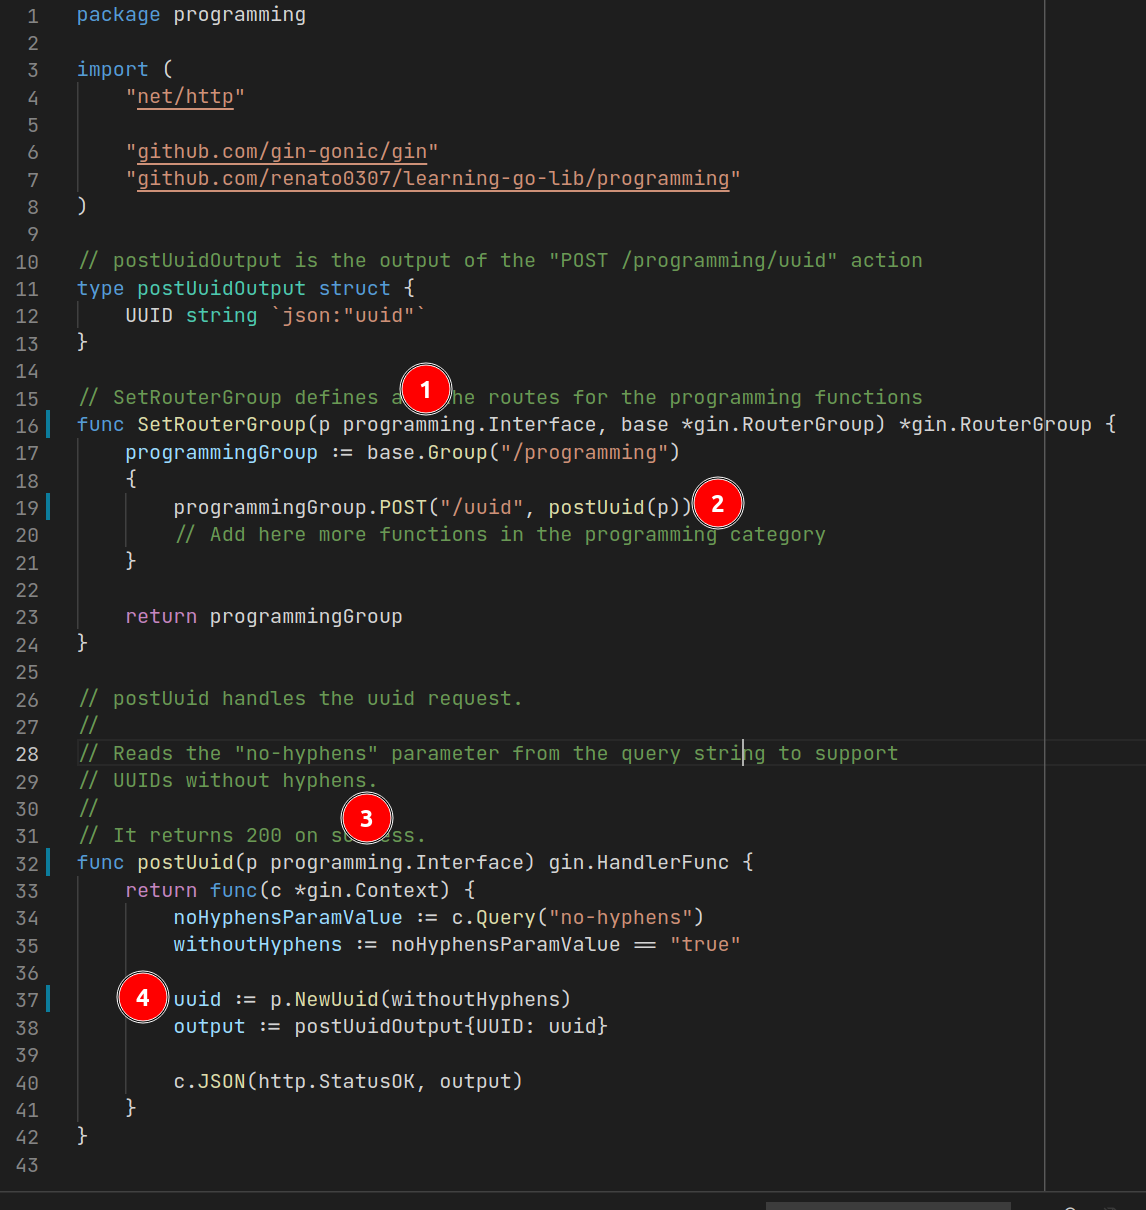 1 package programming
2
3 import (
4 "net/http"
5
6 "github.com/gin-gonic/gin"
7 "github.com/renato0307/learning-go-lib/programming"
8 )
9
10 // postUuidOutput is the output of the "POST /programming/uuid" action
11 type postUuidOutput struct {
12 UUID string `json:"uuid"`
13 }
14
1
15 // SetRouterGroup defines the routes for the programming functions
16 func SetRouterGroup(p programming.Interface, base *gin.RouterGroup) *gin.RouterGroup {
17 programmingGroup := base.Group("/programming")
18 {
19 programmingGroup.POST("/uuid", postUuid(p)) 2
20 // Add here more functions in the programming category
21 }
22
23 return programmingGroup
24 }
25
26 // postUuid handles the uuid request.
27 //
28 // Reads the "no-hyphens" parameter from the query string to support
29 // UUIDs without hyphens.
30 //
3
31 // It returns 200 on
32 func postUuid(p programming.Interface) gin.HandlerFunc {
33 return func(c *gin.Context) {
34 noHyphensParamValue := c.Query("no-hyphens")
35 withoutHyphens := noHyphensParamValue == "true"
36
37 4 uuid := p.NewUuid(withoutHyphens)
38 output := postUuidOutput{UUID: uuid}
39
40 c.JSON(http.StatusOK, output)
41 }
42 }
43